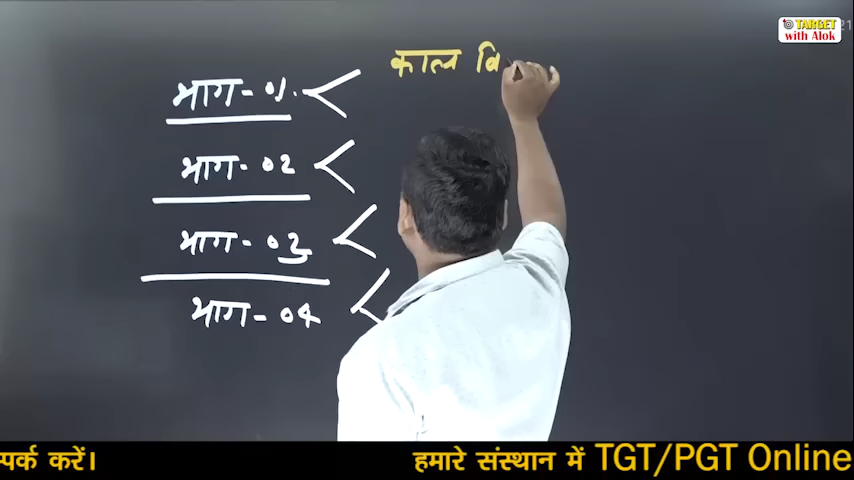 TARGET
with Alok
काल वि
भाग - 01.
भाग - 02
भाग - 03
भाग - 04
पर्क करें। हमारे संस्थान में TGT/PGT Online